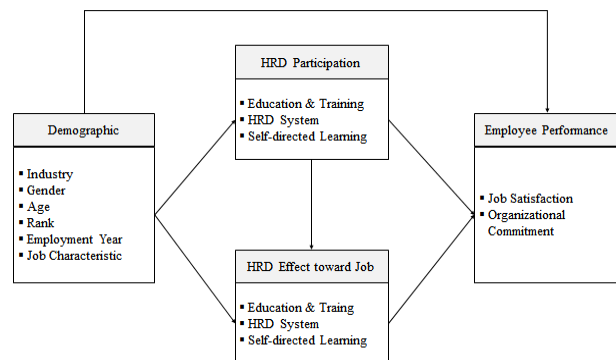 HRD Participation
▪ Education & Training
▪ HRD System
▪ Self-directed Learning
Demographic
▪ Industry
▪ Gender
▪ Age
▪ Rank
▪ Employment Year
▪ Job Characteristic
Employee Performance
▪ Job Satisfaction
▪ Organizational
Commitment
HRD Effect toward Job
▪ Education & Traing
▪ HRD System
▪ Self-directed Learning